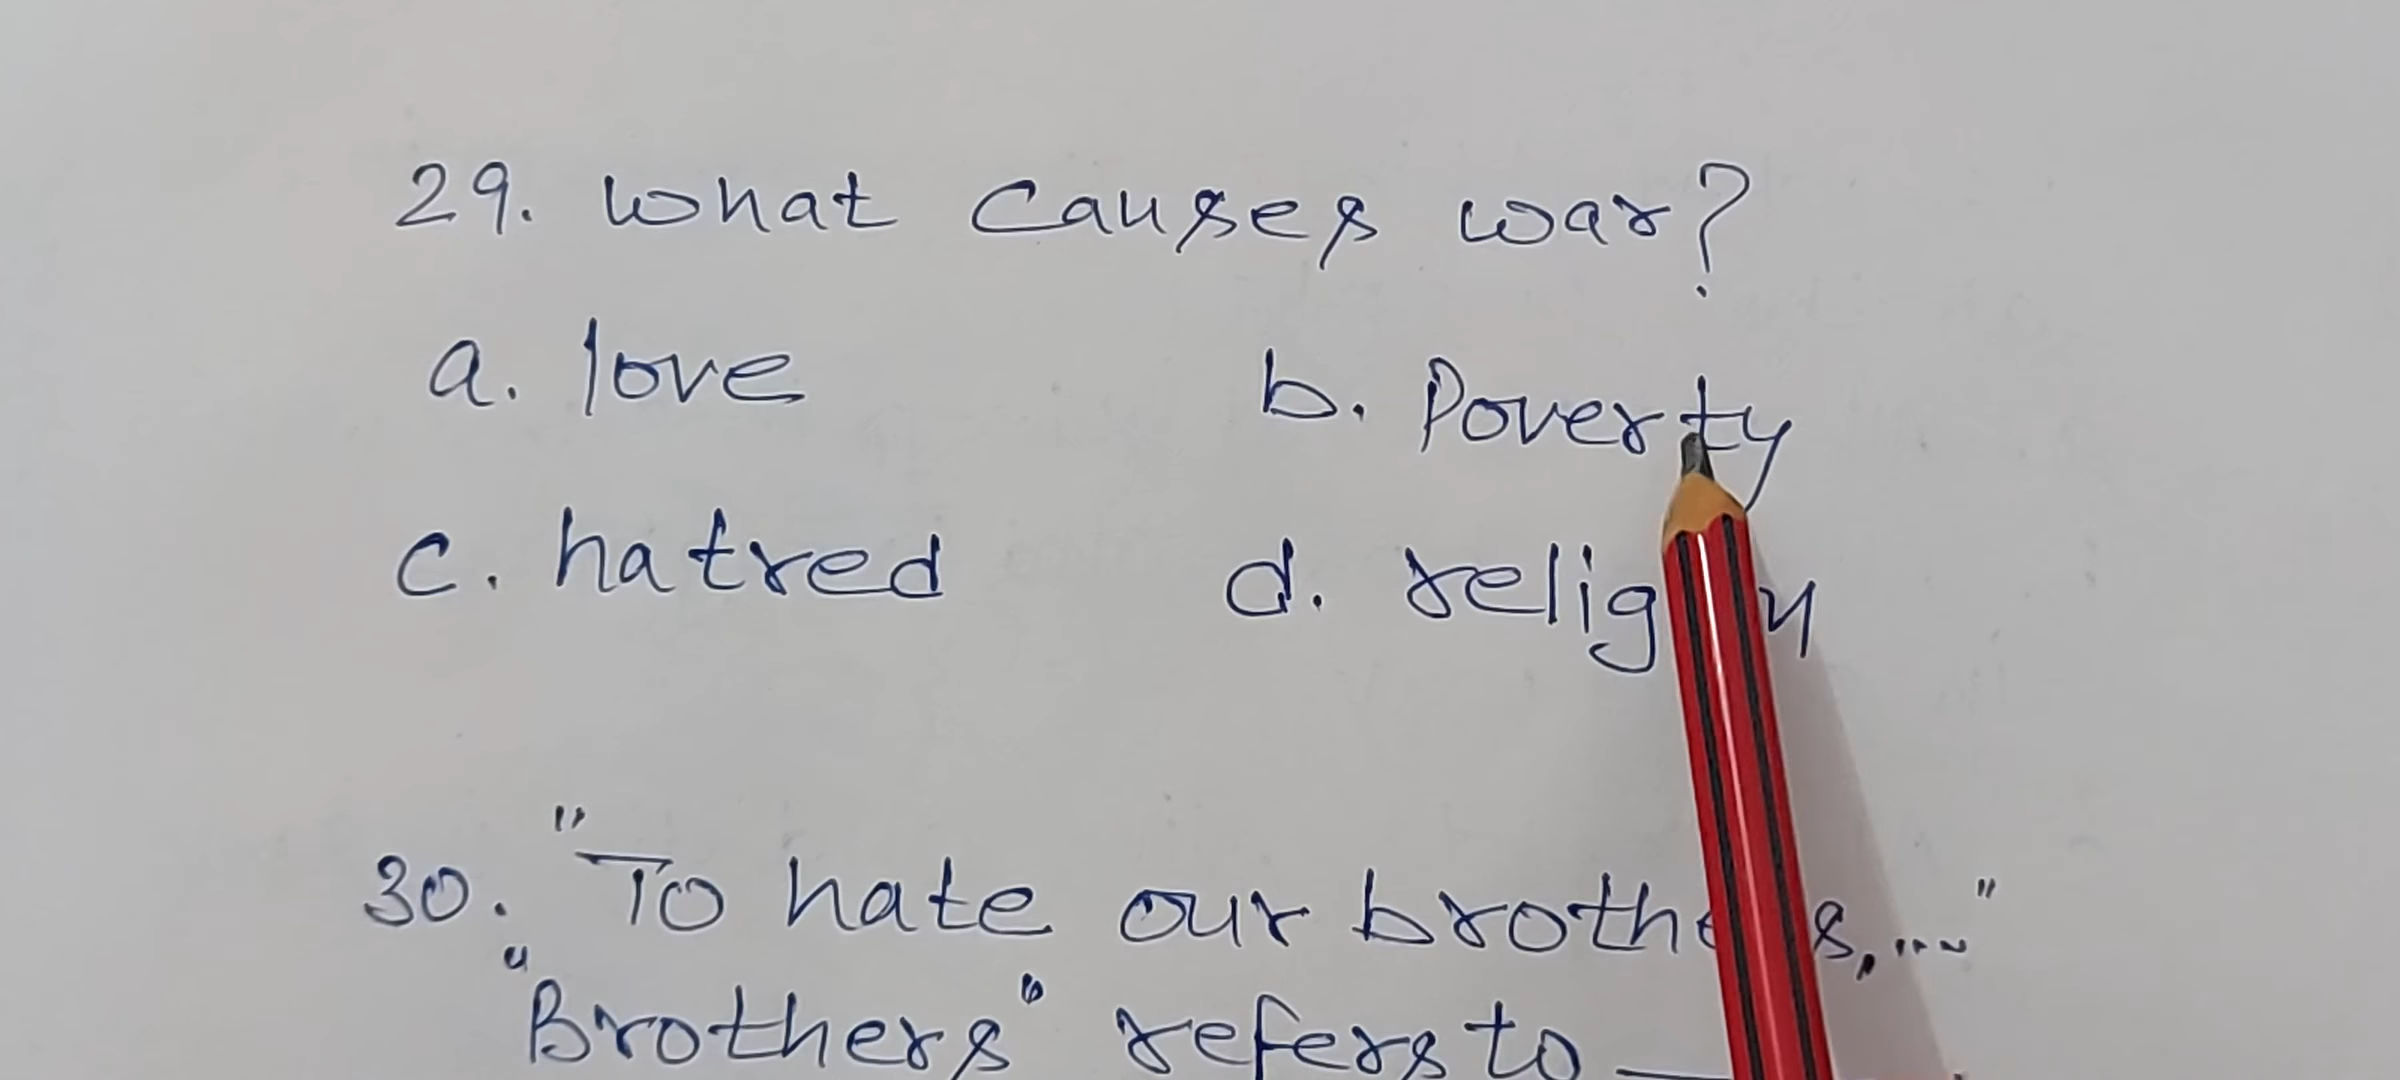 29. What causes war?
a. love b. Poverty
c. hatred d.
30. "To hate our
"Brothers" refers to